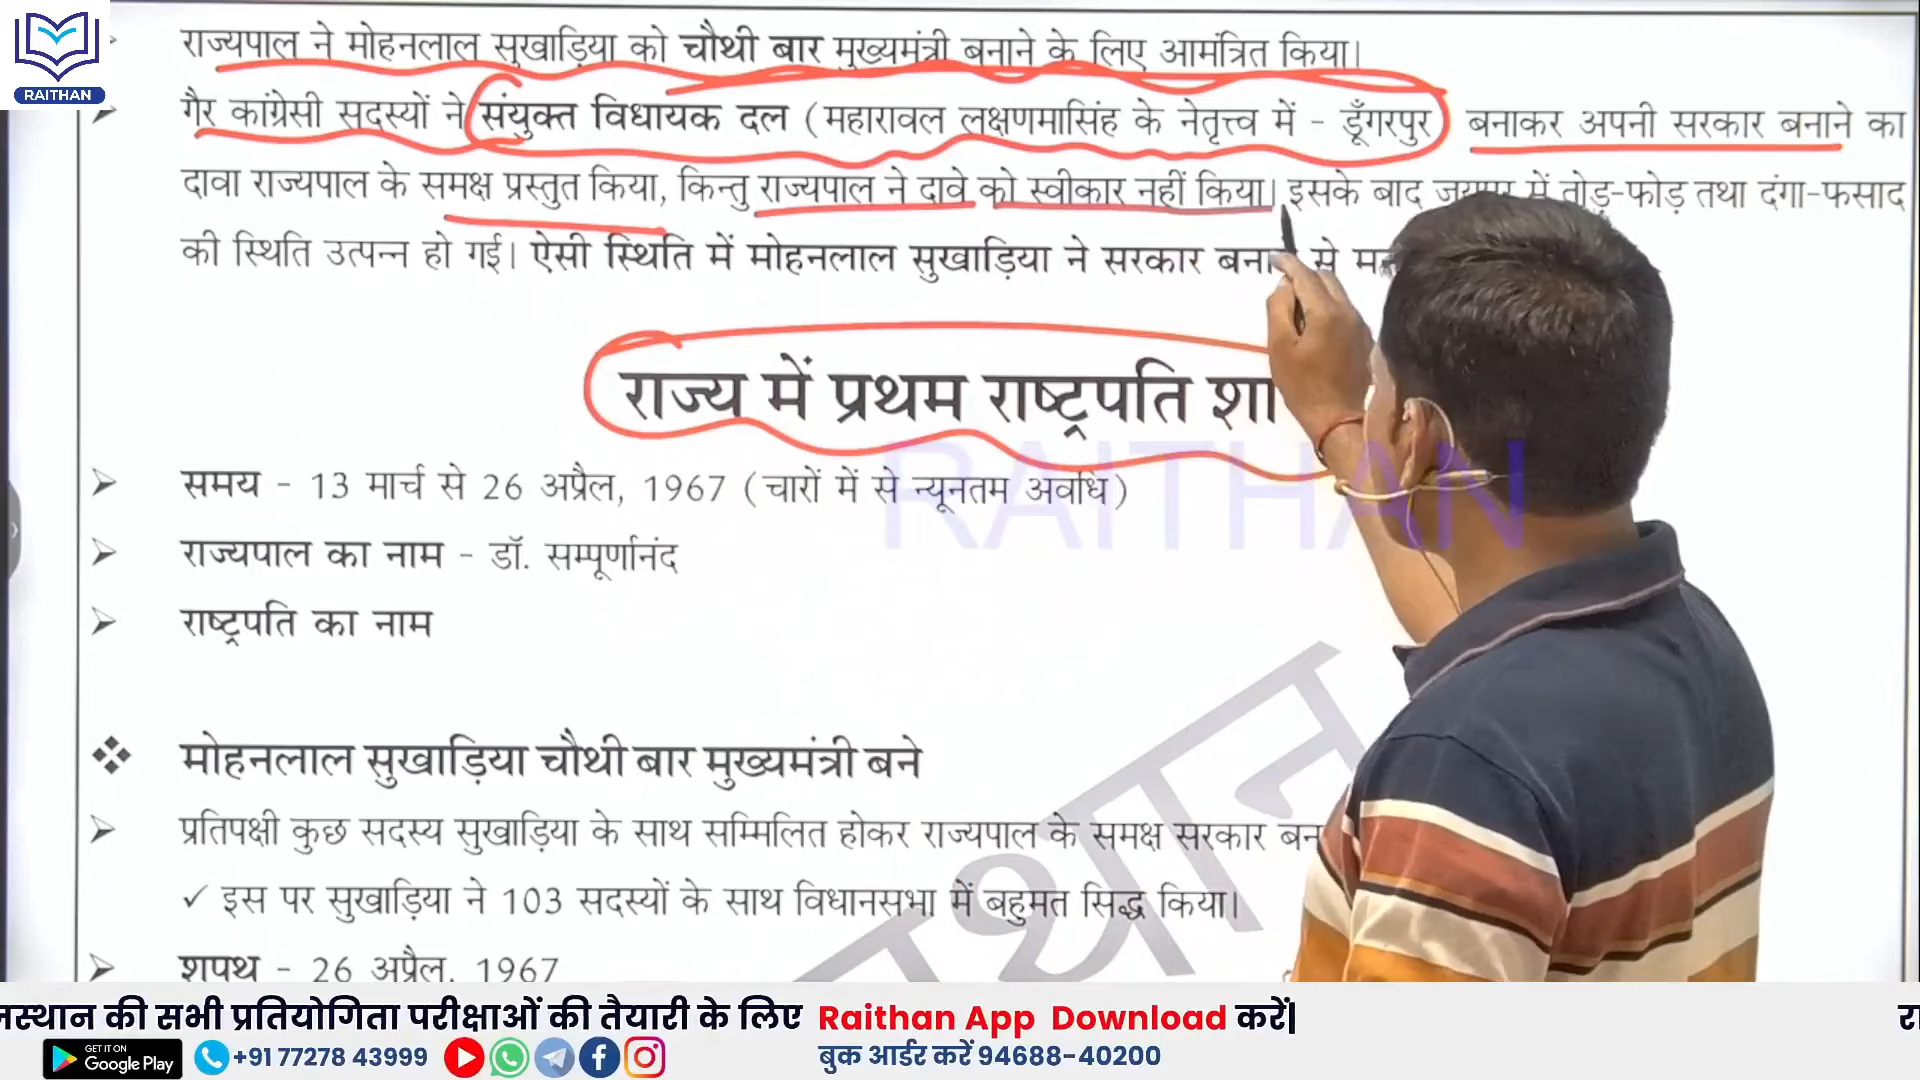 राज्यपाल ने मोहनलाल सुखाड़िया को चौथी बार मुख्यमंत्री बनाने के लिए आमंत्रित किया।
RAITHAN
गैर कांग्रेसी सदस्यों ने संयुक्त विधायक दल (महारावल लक्षणमासिंह के नेतृत्त्व में - डूँगरपुर) बनाकर अपनी सरकार बनाने का
दावा राज्यपाल के समक्ष प्रस्तुत किया, किन्तु राज्यपाल ने दावे को स्वीकार नहीं किया। इसके बाद में तोड़-फोड़ तथा दंगा-फसाद
की स्थिति उत्पन्न हो गई। ऐसी स्थिति में मोहनलाल सुखाड़िया ने सरकार से
राज्य में प्रथम राष्ट्रपति
RAITHAN
समय - 13 मार्च से 26 अप्रैल, 1967 (चारों में से न्यूनतम अवधि)
राज्यपाल का नाम - डॉ. सम्पूर्णानंद
राष्ट्रपति का नाम
मोहनलाल सुखाड़िया चौथी बार मुख्यमंत्री बने
प्रतिपक्षी कुछ सदस्य सुखाड़िया के साथ सम्मिलित होकर राज्यपाल के समक्ष सरकार
✓ इस पर सुखाड़िया ने 103 सदस्यों के साथ विधानसभा में बहुमत सिद्ध किया।
शपथ - 26 अप्रैल, 1967
की सभी प्रतियोगिता परीक्षाओं की तैयारी के लिए Raithan App Download करें|
GET IT ON
Google Play
+91 77278 43999
बुक आर्डर करें 94688-40200